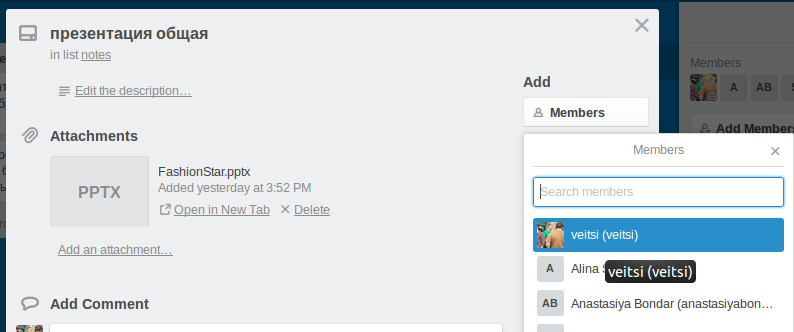 презентация общая
in list notes
Edit the description…
Add
Members
Attachments
PPTX
FashionStar.pptx
Added yesterday at 3:52 PM
Open in New Tab
Delete
Add an attachment…
Add Comment
Members
Search members
veitsi (veitsi)
A
Alina
veitsi (veitsi)
AB
Anastasiya Bondar (anastasiyabon…
Members
A
AB
Add Members